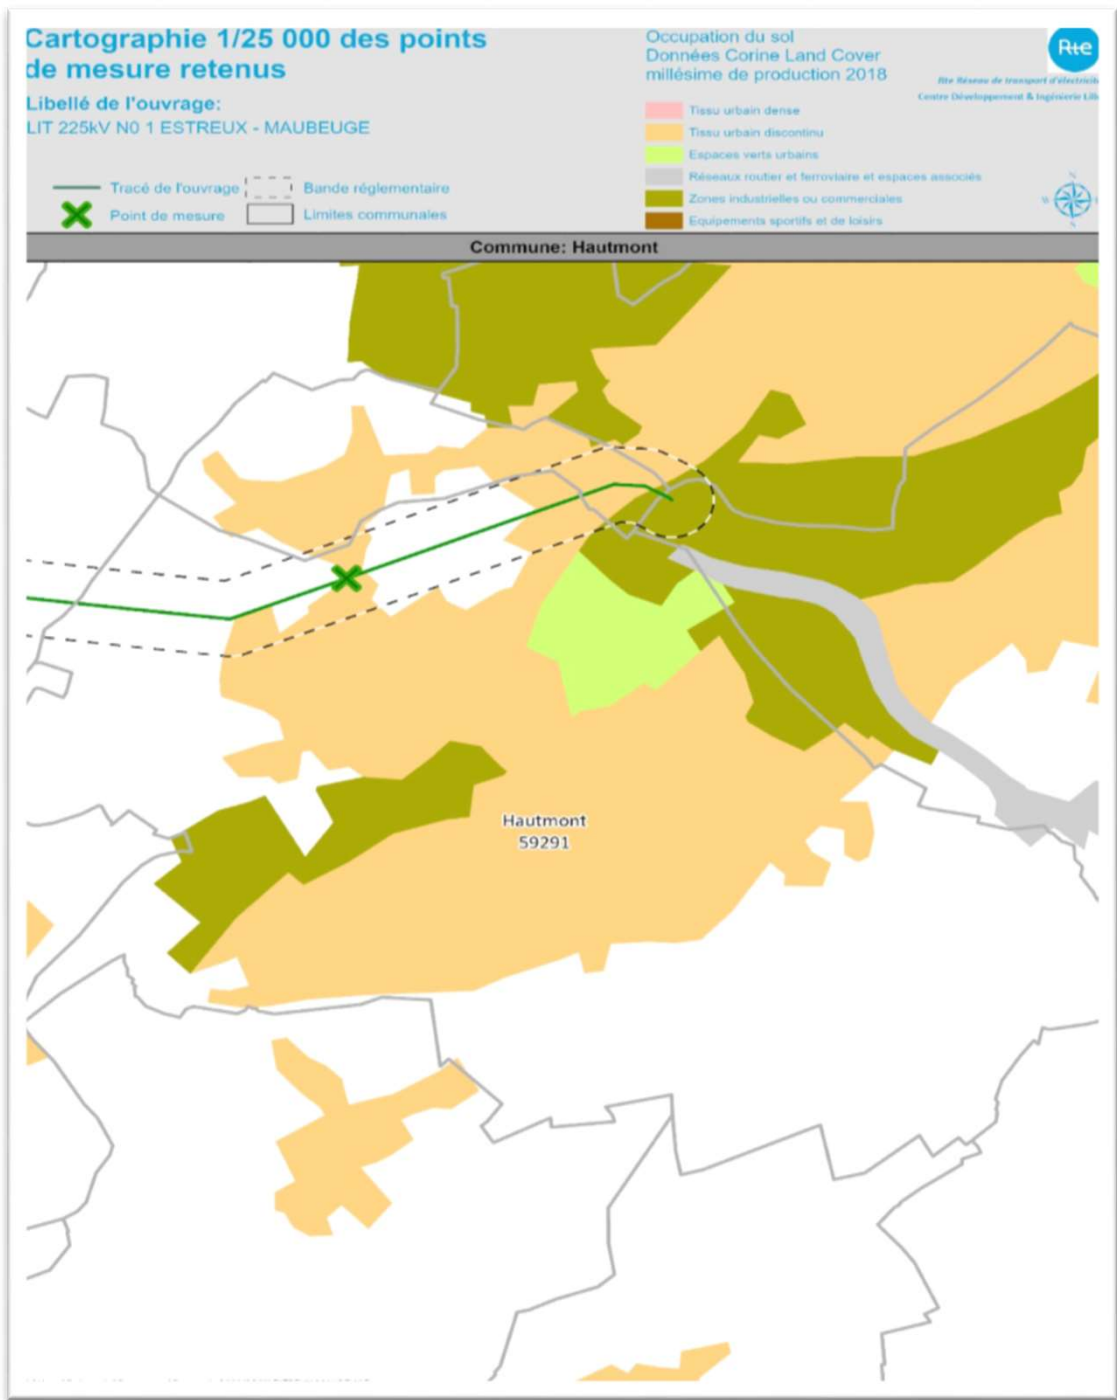 Cartographie 1/25 000 des points
de mesure retenus
Libellé de l'ouvrage:
LIT 225kV N0 1 ESTREUX - MAUBEUGE
Tracé de l'ouvrage
Bande réglementaire
Point de mesure
Limites communales
Occupation du sol
Données Corine Land Cover
millésime de production 2018
Tissu urbain dense
Tissu urbain discontinu
Espaces verts urbains
Réseaux routier et ferroviaire et espaces associés
Zones industrielles ou commerciales
Equipements sportifs et de loisirs
Rte
Rte Réseau de transport d'électricité
Centre Développement & Ingénierie
Commune: Hautmont
Hautmont
59291